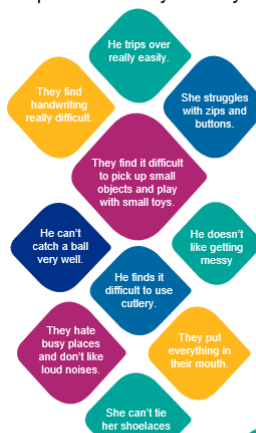 He trips over
really easily.
They find
handwriting
really difficult.
She struggles
with zips and
buttons.
They find it difficult
to pick up small
objects and play
with small toys.
He can't
catch a ball
very well.
He doesn't
like getting
messy
He finds it
difficult to use
cutlery.
They hate
busy places
and don't like
loud noises.
They put
everything in
their mouth.
She can't tie
her shoelaces